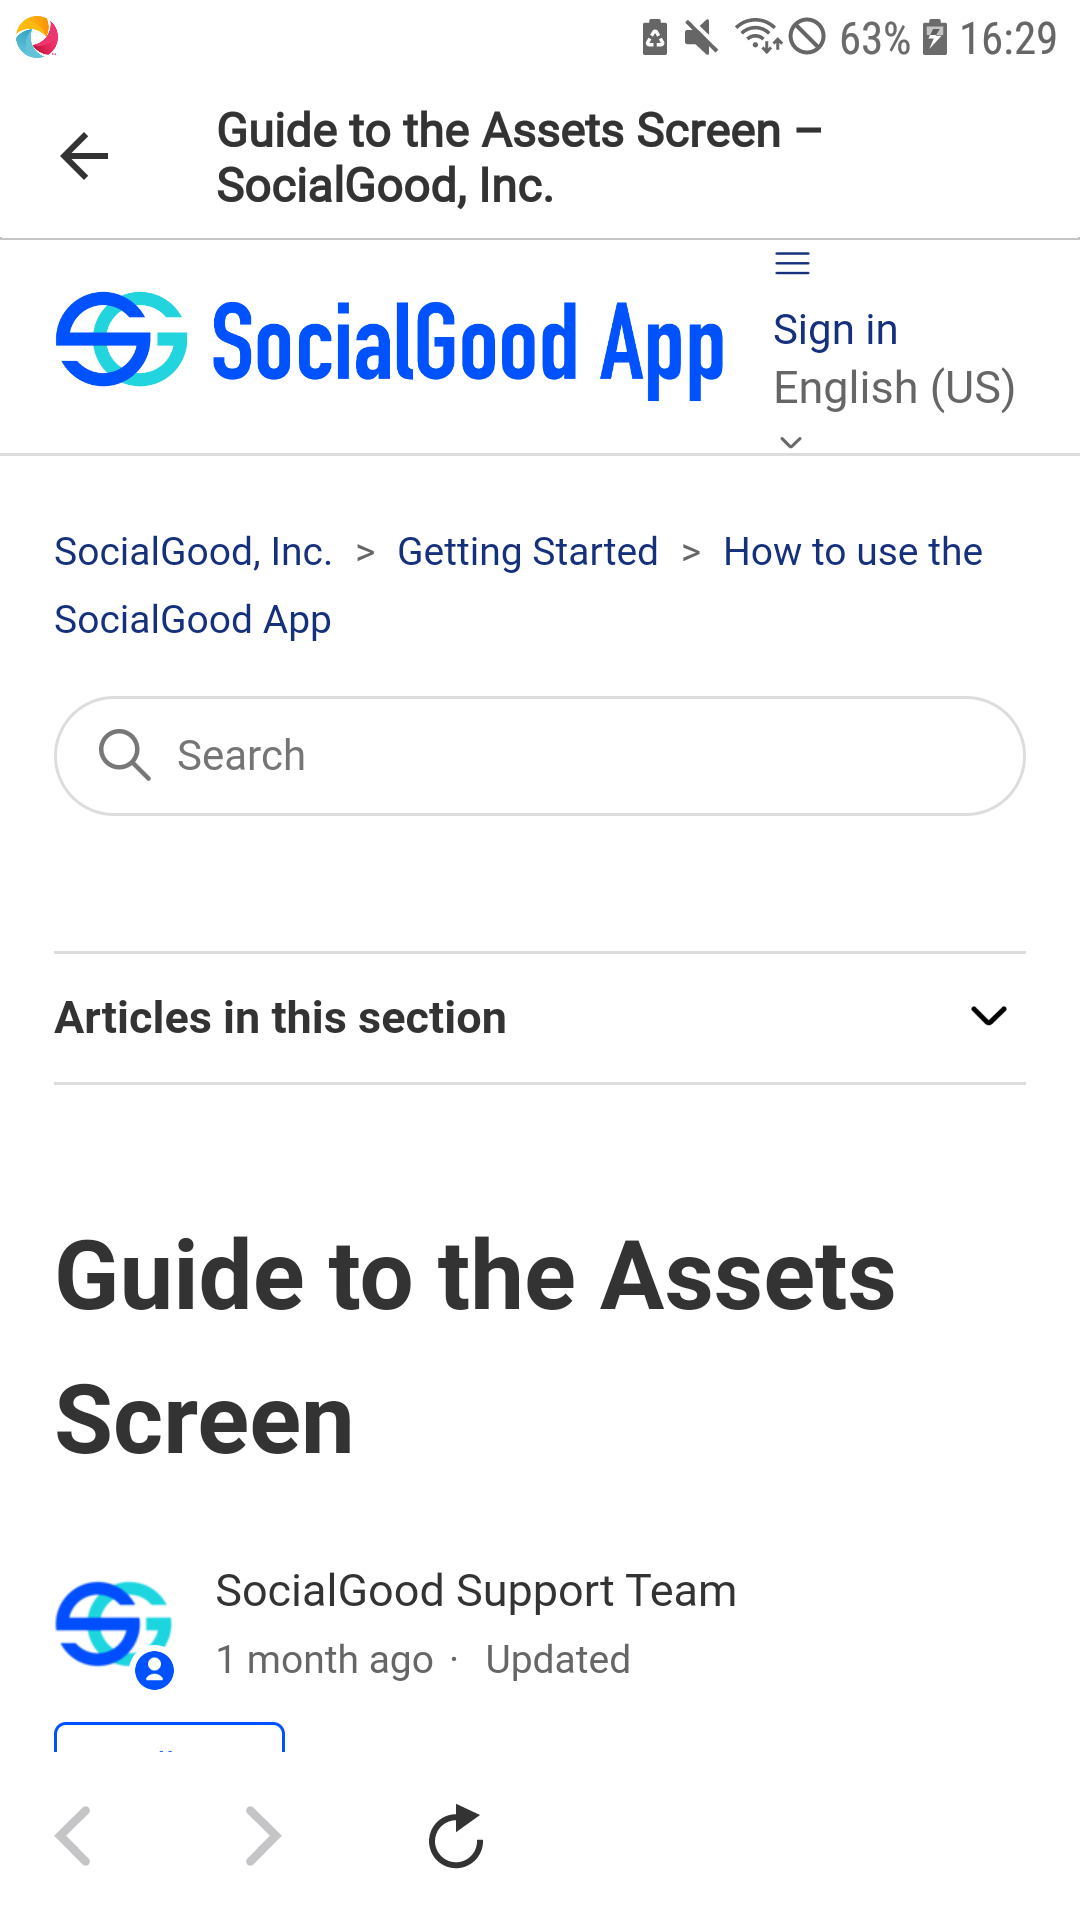 63% 16:29
Guide to the Assets Screen –
SocialGood, Inc.
SocialGood App
Sign in
English (US)
SocialGood, Inc. > Getting Started > How to use the
SocialGood App
Search
Articles in this section
Guide to the Assets
Screen
SocialGood Support Team
1 month ago · Updated